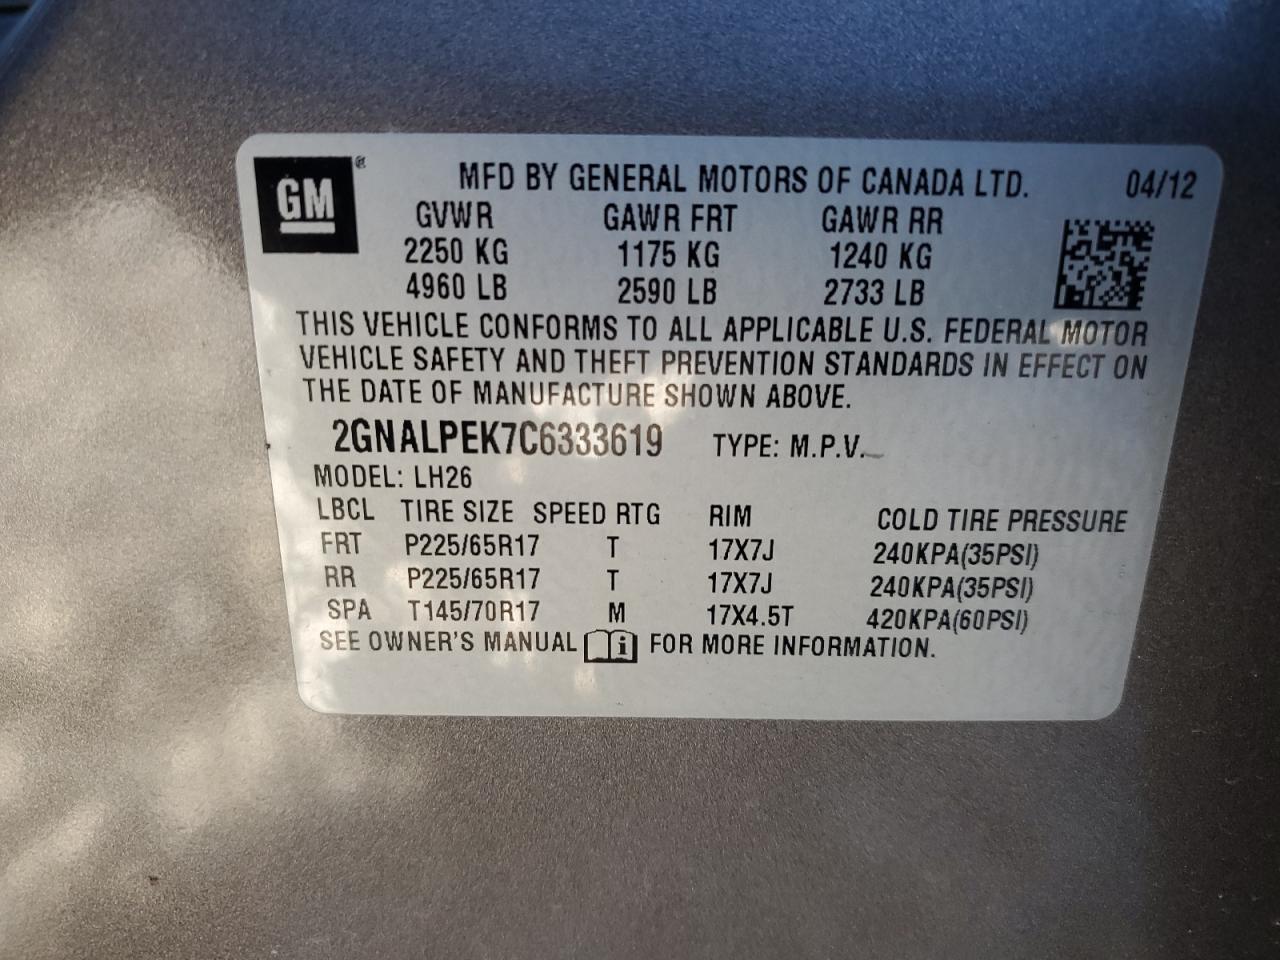 GM ®
MFD BY GENERAL MOTORS OF CANADA LTD. 04/12
GVWR GAWR FRT GAWR RR
2250 KG 1175 KG 1240 KG
4960 LB 2590 LB 2733 LB
THIS VEHICLE CONFORMS TO ALL APPLICABLE U.S. FEDERAL MOTOR
VEHICLE SAFETY AND THEFT PREVENTION STANDARDS IN EFFECT ON
THE DATE OF MANUFACTURE SHOWN ABOVE.
2GNALPEK7C6333619 TYPE: M.P.V.
MODEL: LH26
LBCL TIRE SIZE SPEED RTG RIM COLD TIRE PRESSURE
FRT P225/65R17 T 17X7J 240KPA(35PSI)
RR P225/65R17 T 17X7J 240KPA(35PSI)
SPA T145/70R17 M 17X4.5T 420KPA(60PSI)
SEE OWNER'S MANUAL i FOR MORE INFORMATION.